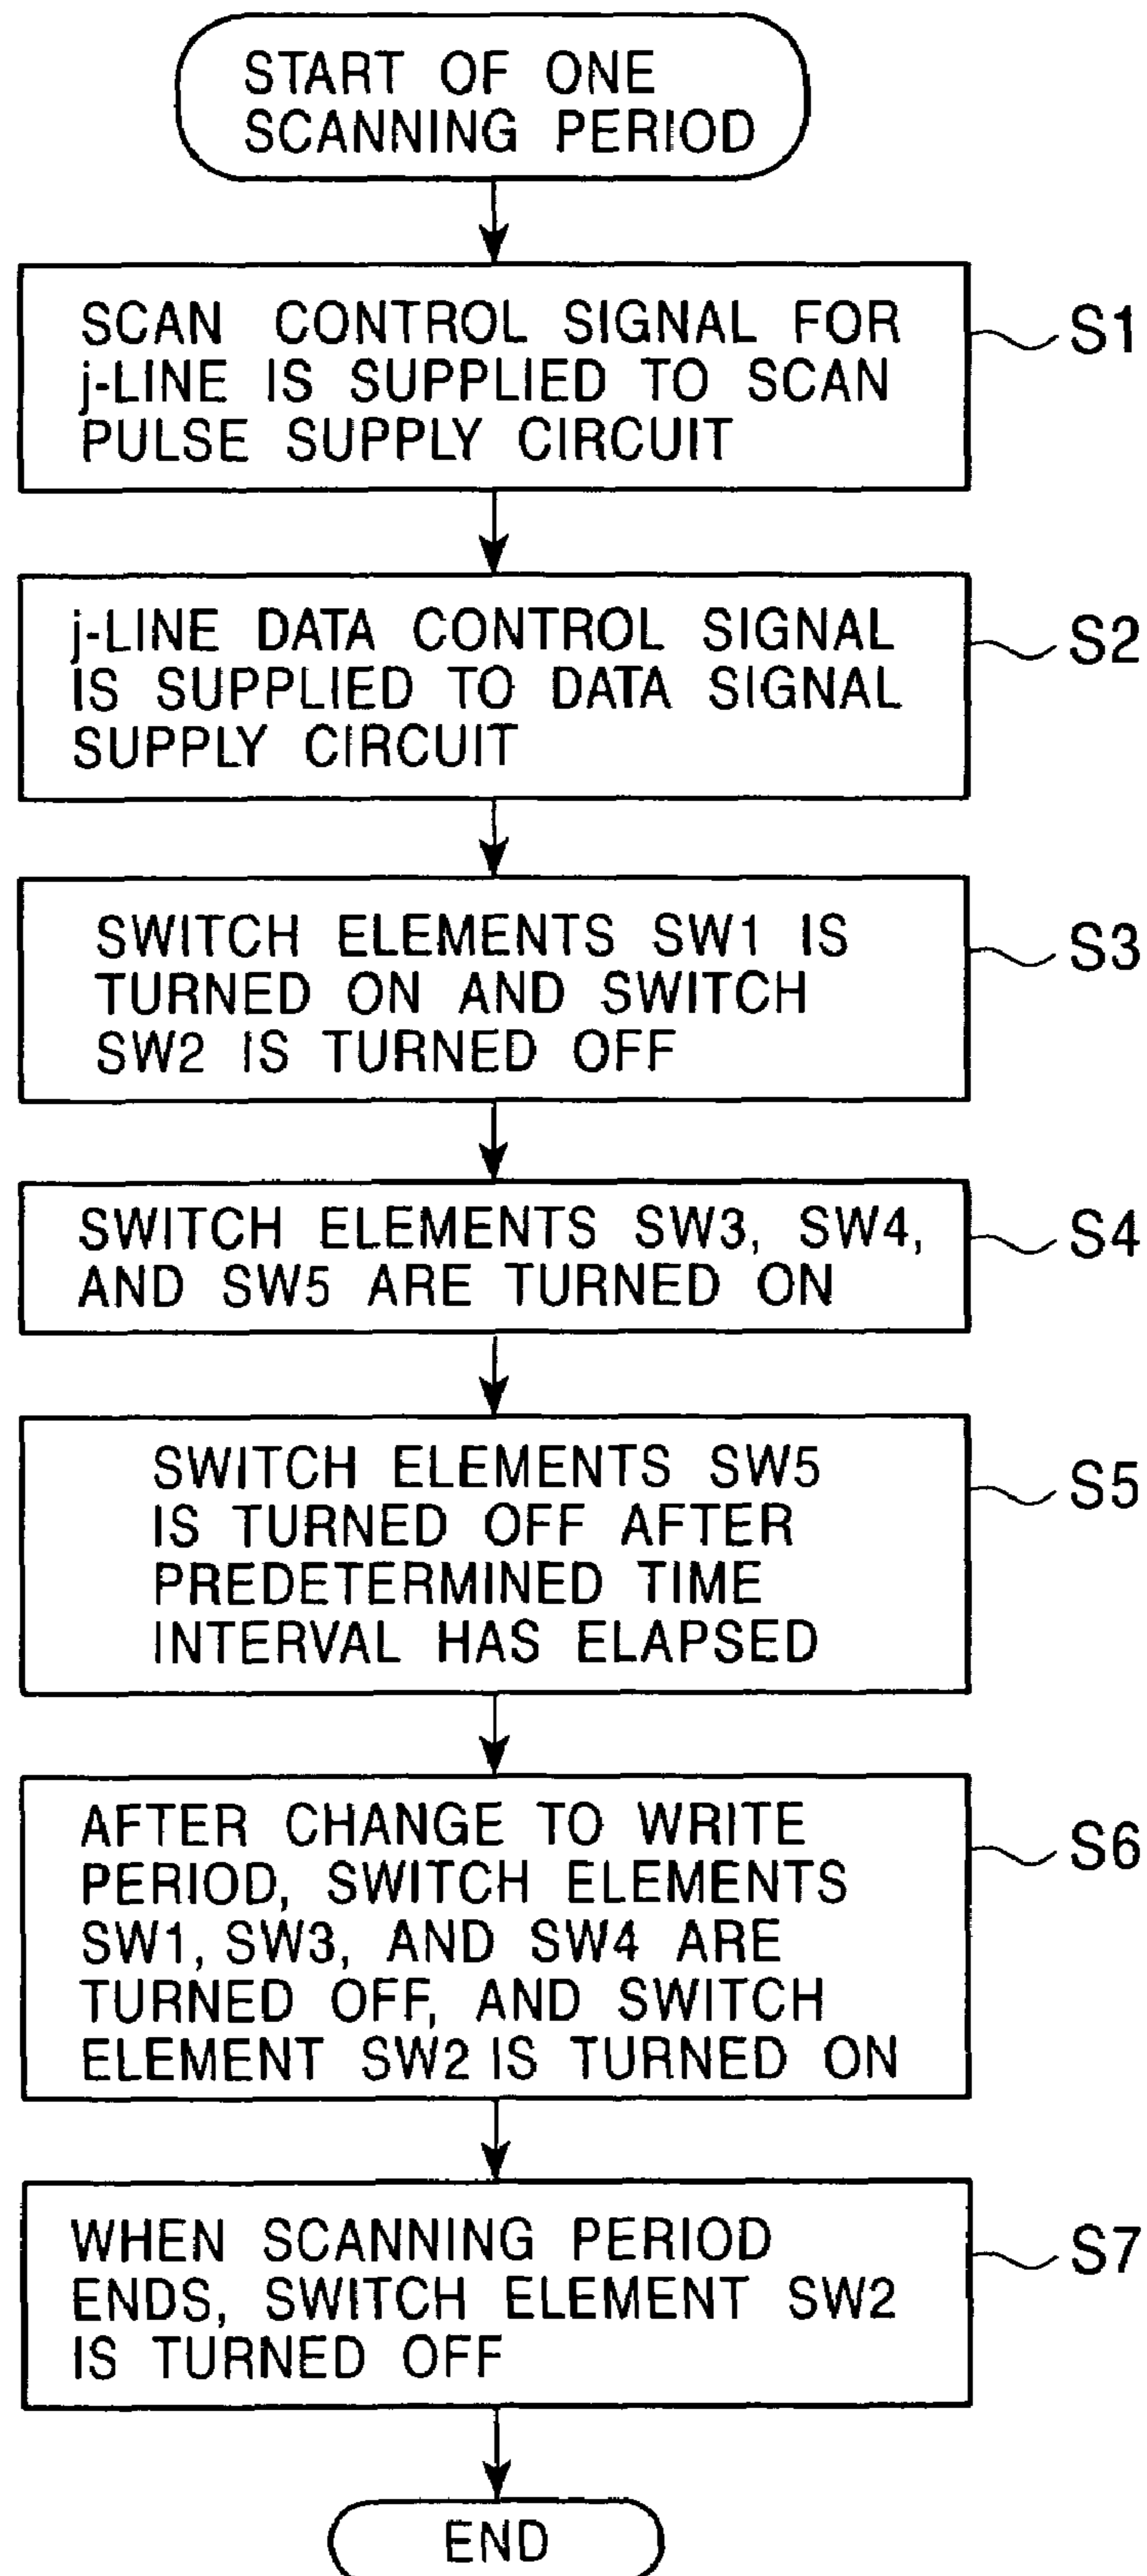 START OF ONE
SCANNING PERIOD
SCAN CONTROL SIGNAL FOR
j-LINE IS SUPPLIED TO SCAN
PULSE SUPPLY CIRCUIT
S1
j-LINE DATA CONTROL SIGNAL
IS SUPPLIED TO DATA SIGNAL
SUPPLY CIRCUIT
S2
SWITCH ELEMENTS SW1 IS
TURNED ON AND SWITCH
SW2 IS TURNED OFF
S3
SWITCH ELEMENTS SW3, SW4,
AND SW5 ARE TURNED ON
S4
SWITCH ELEMENTS SW5
IS TURNED OFF AFTER
PREDETERMINED TIME
INTERVAL HAS ELAPSED
S5
AFTER CHANGE TO WRITE
PERIOD, SWITCH ELEMENTS
SW1, SW3, AND SW4 ARE
TURNED OFF, AND SWITCH
ELEMENT SW2 IS TURNED ON
S6
WHEN SCANNING PERIOD
ENDS, SWITCH ELEMENT SW2
IS TURNED OFF
S7
END